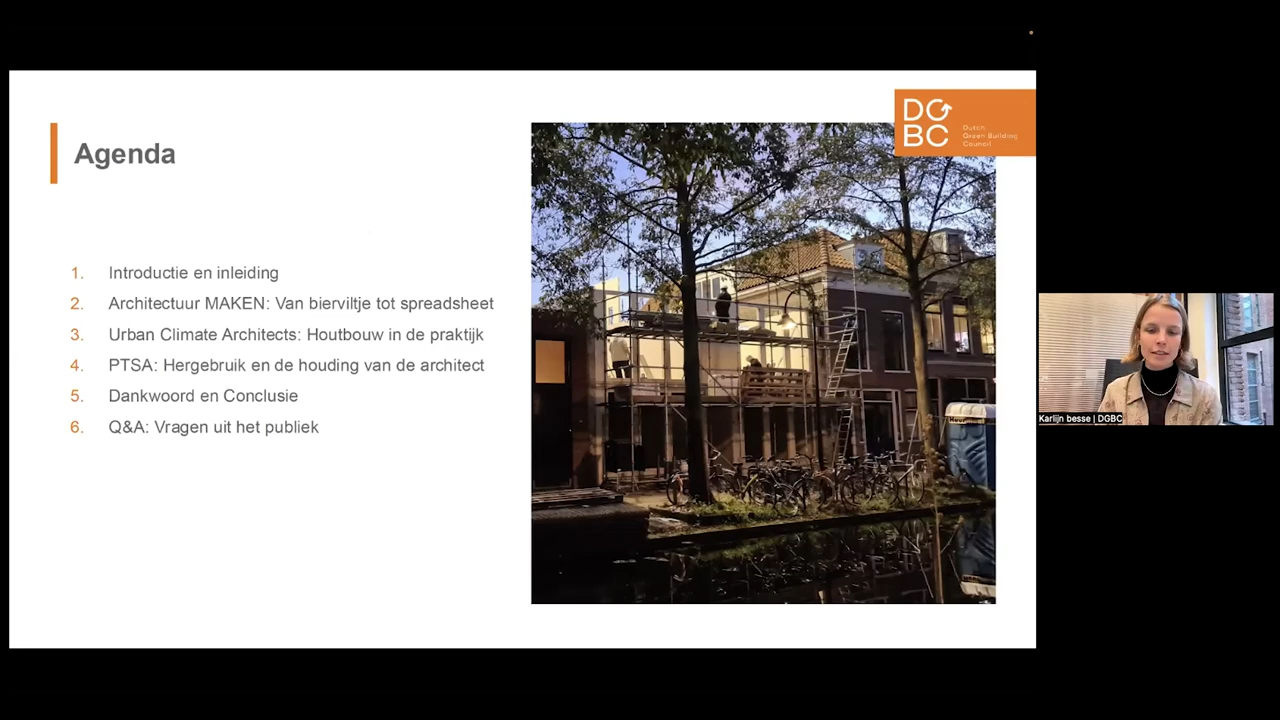 Agenda
DG
BC
Dutch
Green Building
Council
1. Introductie en inleiding
2. Architectuur MAKEN: Van bierviltje tot spreadsheet
3. Urban Climate Architects: Houtbouw in de praktijk
4. PTSA: Hergebruik en de houding van de architect
5. Dankwoord en Conclusie
6. Q&A: Vragen uit het publiek
Karlijn besse | DGBC